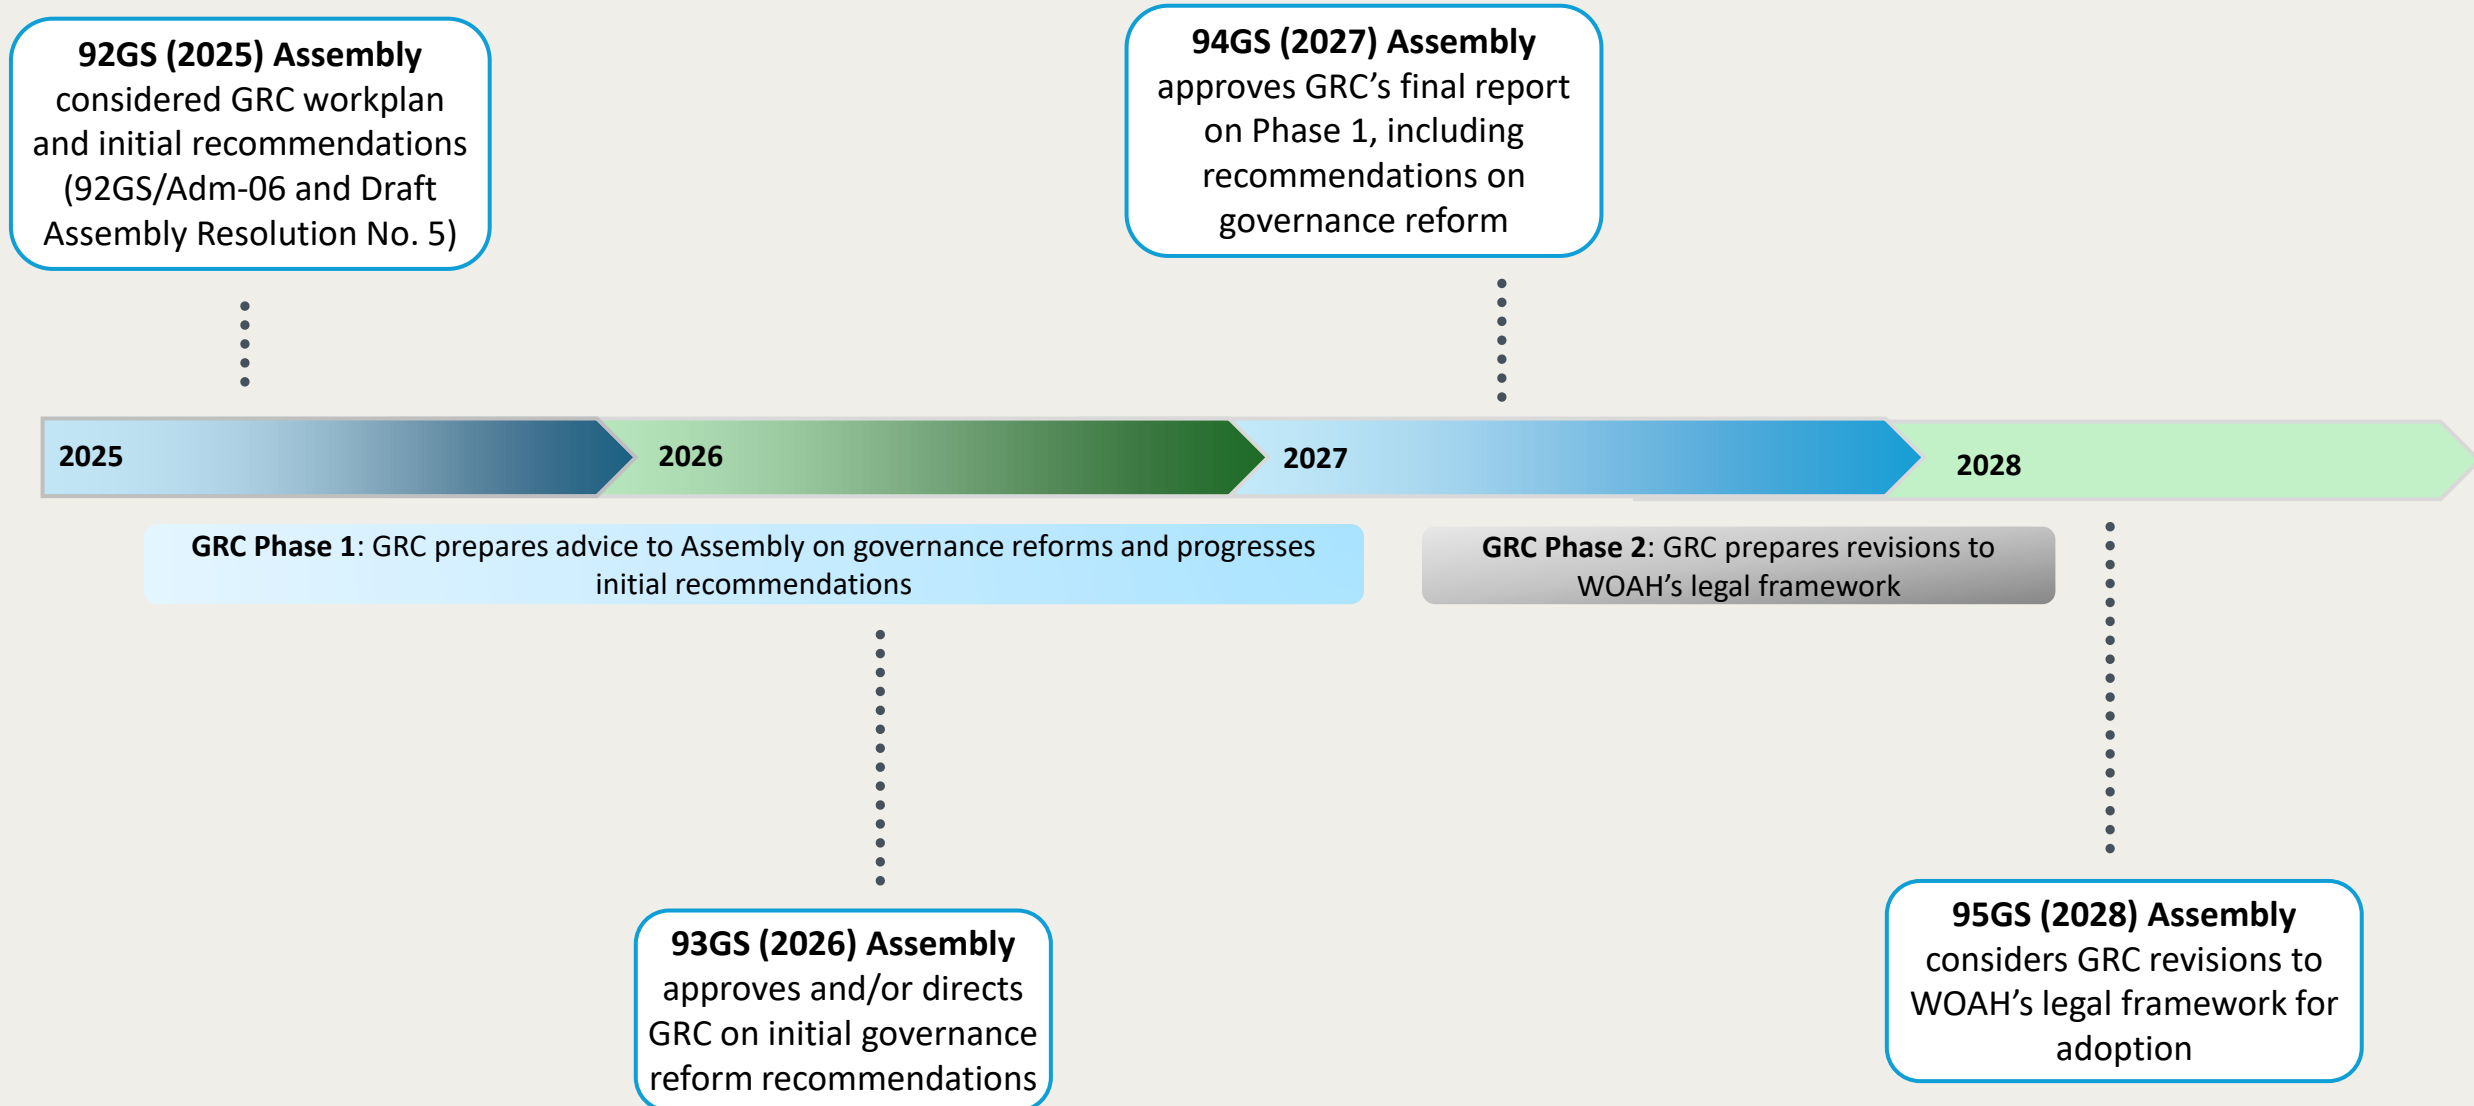 92GS (2025) Assembly
considered GRC workplan
and initial recommendations
(92GS/Adm-06 and Draft
Assembly Resolution No. 5)
94GS (2027) Assembly
approves GRC’s final report
on Phase 1, including
recommendations on
governance reform
2025
2026
2027
2028
GRC Phase 1: GRC prepares advice to Assembly on governance reforms and progresses
initial recommendations
GRC Phase 2: GRC prepares revisions to
WOAH’s legal framework
93GS (2026) Assembly
approves and/or directs
GRC on initial governance
reform recommendations
95GS (2028) Assembly
considers GRC revisions to
WOAH’s legal framework for
adoption